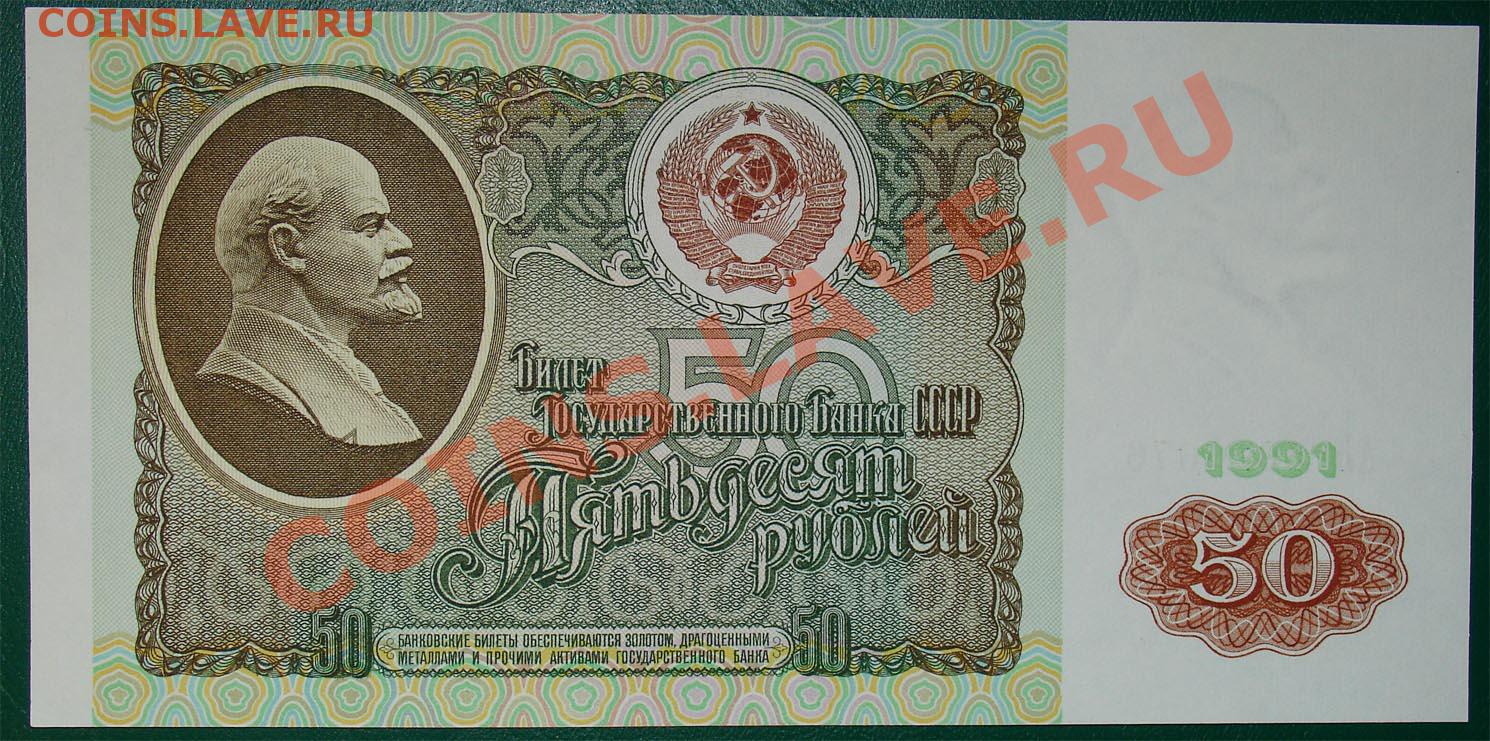 COINS.LAVE.RU
Билет
Государственного Банка СССР
50
Пятьдесят
рублей
1991
50
50
БАНКОВСКИЕ БИЛЕТЫ ОБЕСПЕЧИВАЮТСЯ ЗОЛОТОМ, ДРАГОЦЕННЫМИ
МЕТАЛЛАМИ И ПРОЧИМИ АКТИВАМИ ГОСУДАРСТВЕННОГО БАНКА
50
COINS.LAVE.RU